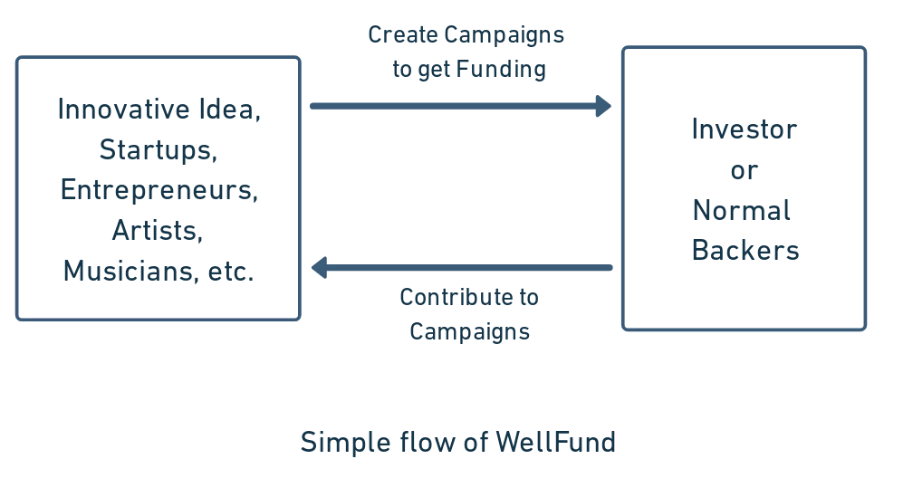 Create Campaigns
to get Funding
Innovative Idea,
Startups,
Entrepreneurs,
Artists,
Musicians, etc.
Investor
or
Normal
Backers
Contribute to
Campaigns
Simple flow of WellFund